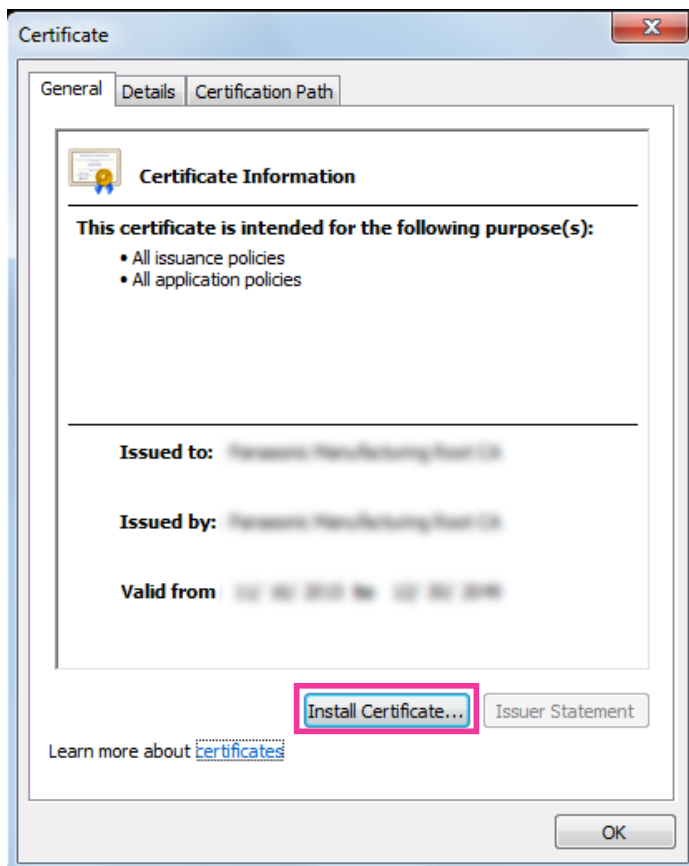 Certificate
General Details Certification Path
Certificate Information
This certificate is intended for the following purpose(s):
• All issuance policies
• All application policies
Issued to:
Issued by:
Valid from
Install Certificate... Issuer Statement
Learn more about certificates
OK